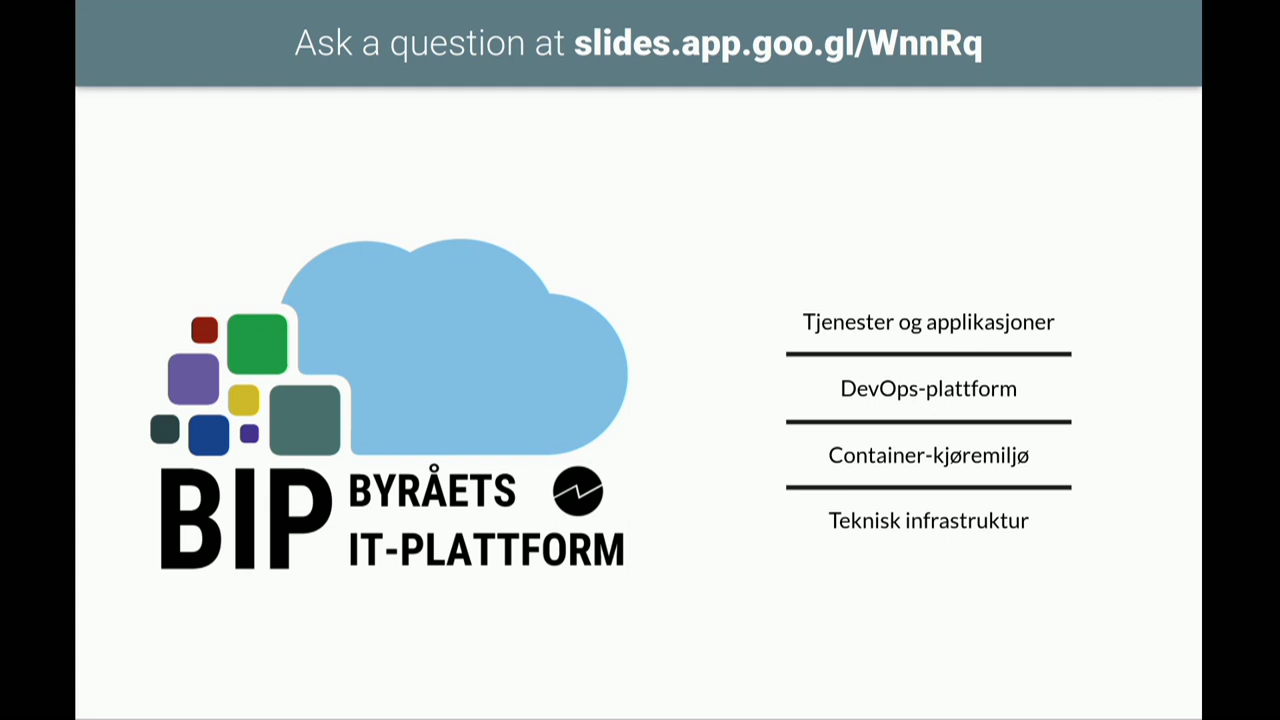 Ask a question at slides.app.goo.gl/WnnRq
BIP
BYRÅETS
IT-PLATTFORM
Tjenester og applikasjoner
DevOps-plattform
Container-kjøremiljø
Teknisk infrastruktur